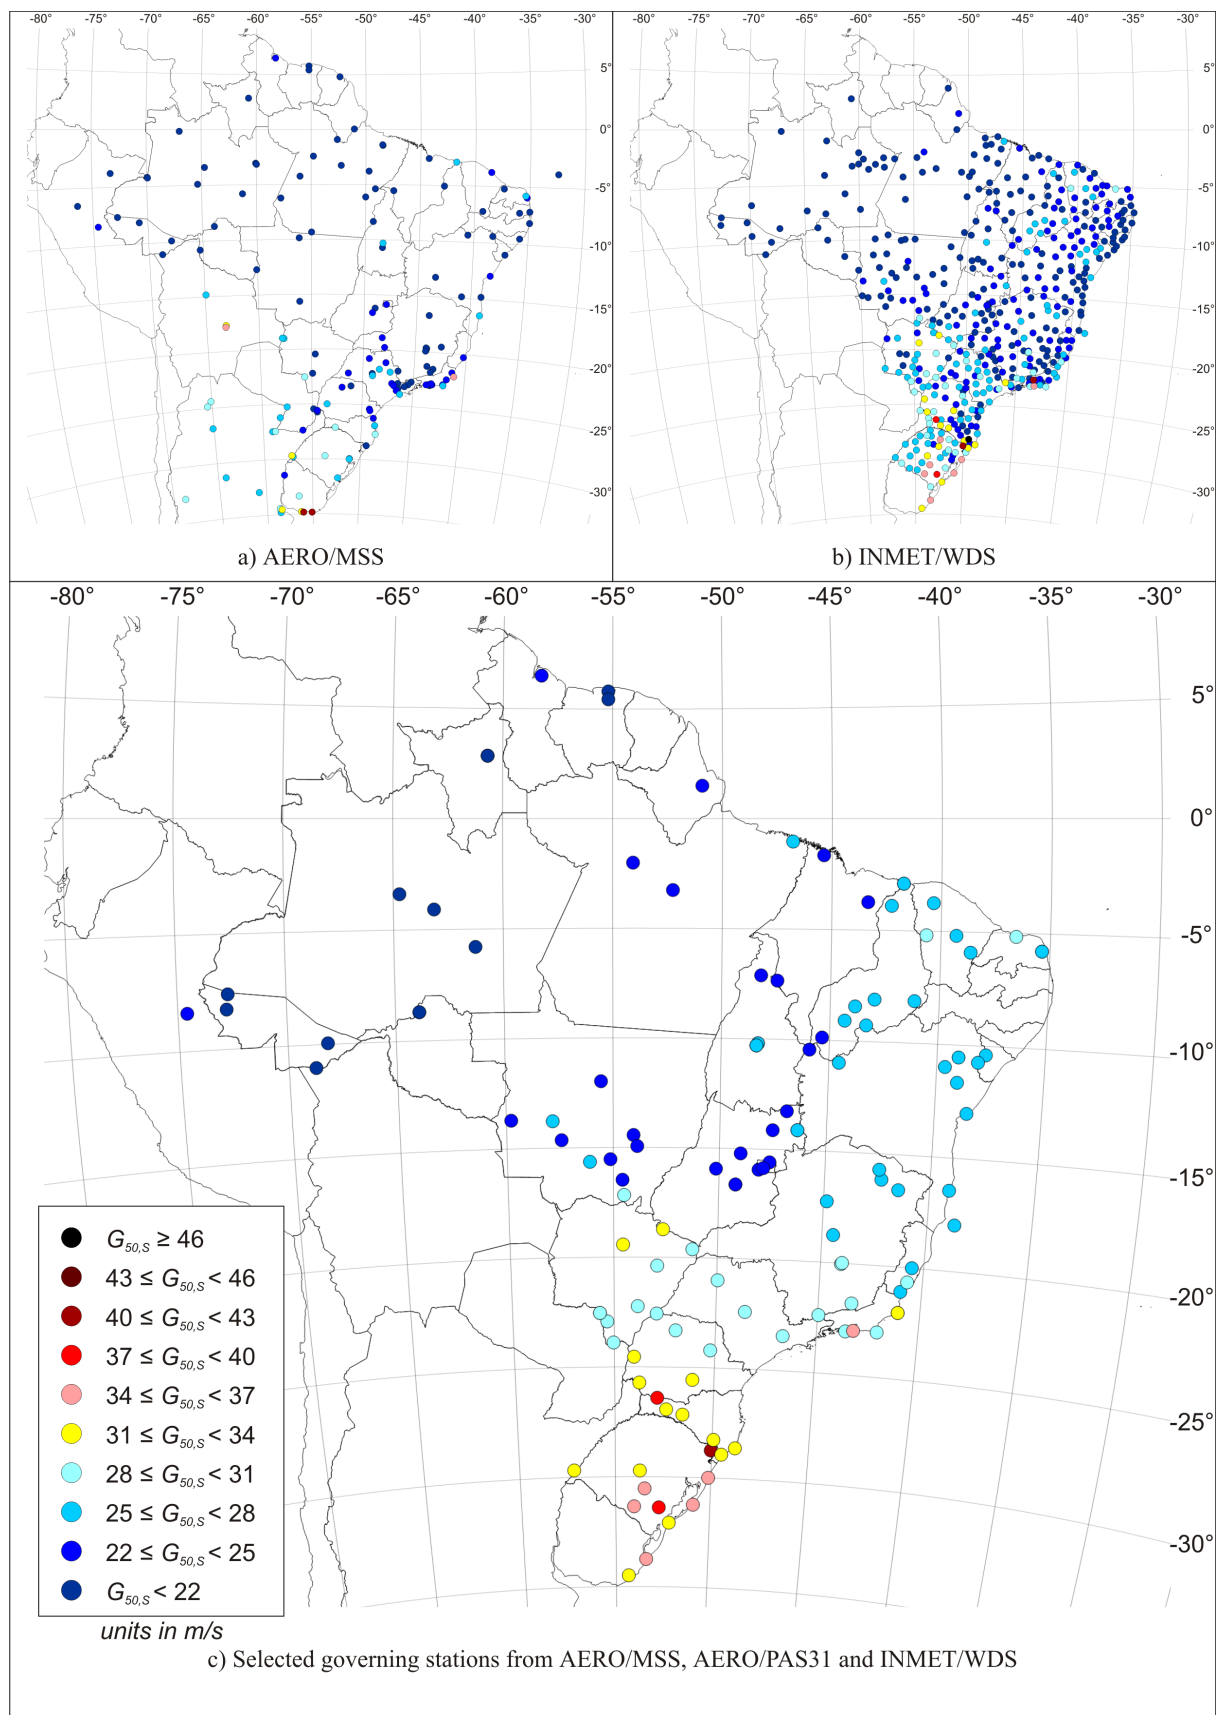 -80° -75° -70° -65° -60° -55° -50° -45° -40° -35° -30°
5°
0°
-5°
-10°
-15°
-20°
-25°
-30°
a) AERO/MSS
-80° -75° -70° -65° -60° -55° -50° -45° -40° -35° -30°
5°
0°
-5°
-10°
-15°
-20°
-25°
-30°
b) INMET/WDS
-80° -75° -70° -65° -60° -55° -50° -45° -40° -35° -30°
5°
0°
-5°
-10°
-15°
-20°
-25°
-30°
G50,S ≥ 46
43 ≤ G50,S < 46
40 ≤ G50,S < 43
37 ≤ G50,S < 40
34 ≤ G50,S < 37
31 ≤ G50,S < 34
28 ≤ G50,S < 31
25 ≤ G50,S < 28
22 ≤ G50,S < 25
G50,S < 22
units in m/s
c) Selected governing stations from AERO/MSS, AERO/PAS31 and INMET/WDS